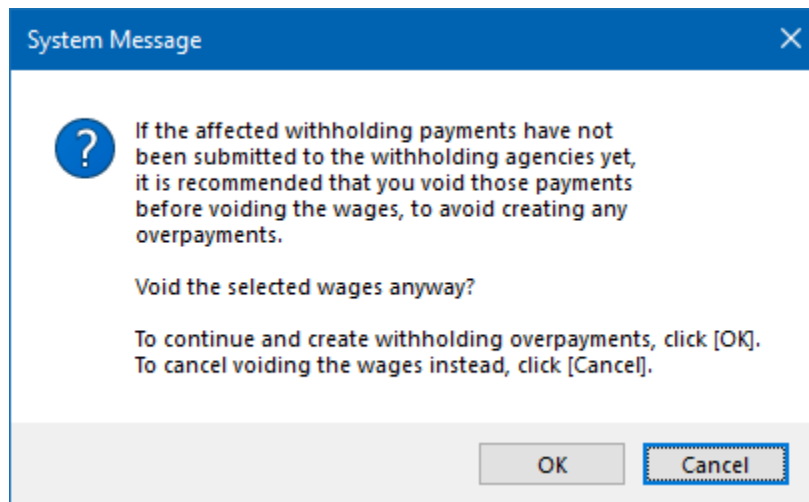 System Message
If the affected withholding payments have not
been submitted to the withholding agencies yet,
it is recommended that you void those payments
before voiding the wages, to avoid creating any
overpayments.
Void the selected wages anyway?
To continue and create withholding overpayments, click [OK].
To cancel voiding the wages instead, click [Cancel].
OK
Cancel